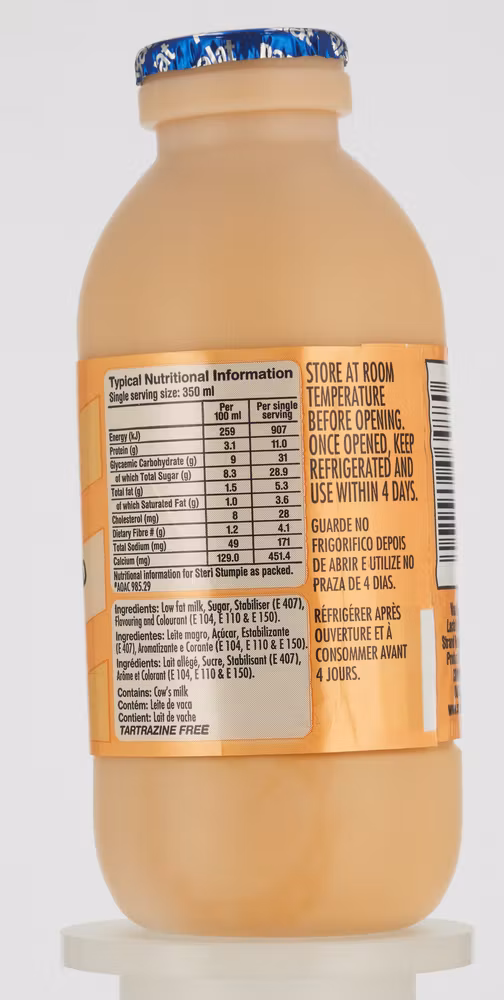 Typical Nutritional Information
Single serving size: 350 ml
Per 100 ml Per single serving
Energy (kJ) 259 907
Protein (g) 3.1 11.0
Glycaemic Carbohydrate (g) 9 31
of which Total Sugar (g) 8.3 28.9
Total fat (g) 1.5 5.3
of which Saturated Fat (g) 1.0 3.6
Cholesterol (mg) 8 28
Dietary Fibre # (g) 1.2 4.1
Total Sodium (mg) 49 171
Calcium (mg) 129.0 451.4
Nutritional information for Steri Stumpie as packed.
*AOAC 985.29
Ingredients: Low fat milk, Sugar, Stabiliser (E 407),
Flavouring and Colourant (E 104, E 110 & E 150).
Ingredientes: Leite magro, Açúcar, Estabilizante
(E 407), Aromatizante e Corante (E 104, E 110 & E 150).
Ingrédients: Lait allégé, Sucre, Stabilisant (E 407),
Arôme et Colorant (E 104, E 110 & E 150).
Contains: Cow's milk
Contém: Leite de vaca
Contient: Lait de vache
TARTRAZINE FREE
STORE AT ROOM
TEMPERATURE
BEFORE OPENING.
ONCE OPENED, KEEP
REFRIGERATED AND
USE WITHIN 4 DAYS.
GUARDE NO
FRIGORIFICO DEPOIS
DE ABRIR E UTILIZE NO
PRAZA DE 4 DIAS.
RÉFRIGÉRER APRÈS
OUVERTURE ET À
CONSOMMER AVANT
4 JOURS.